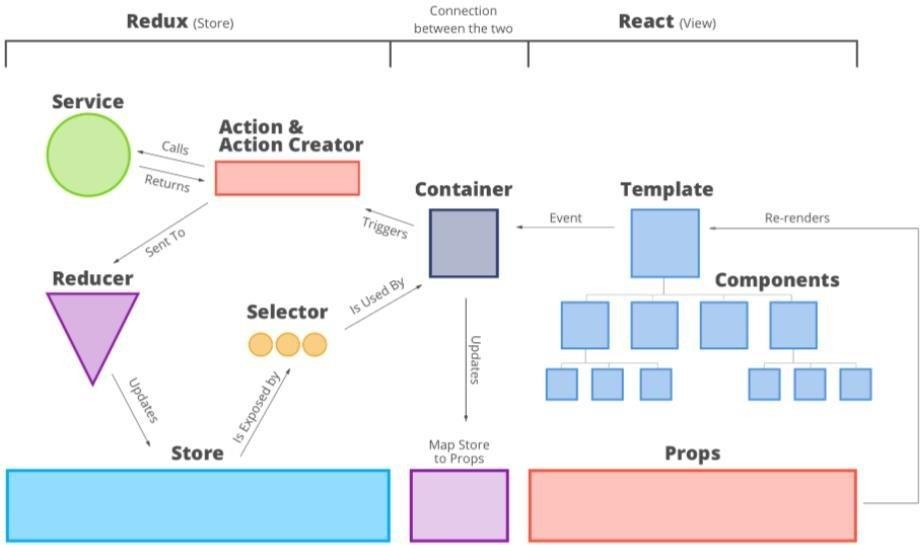 Redux (Store)
Connection
between the two
React (View)
Service
Action &
Action Creator
Calls
Returns
Container
Template
Triggers
Event
Re-renders
Sent To
Reducer
Components
Selector
Is Used By
Updates
Updates
Is Exposed by
Store
Map Store
to Props
Props